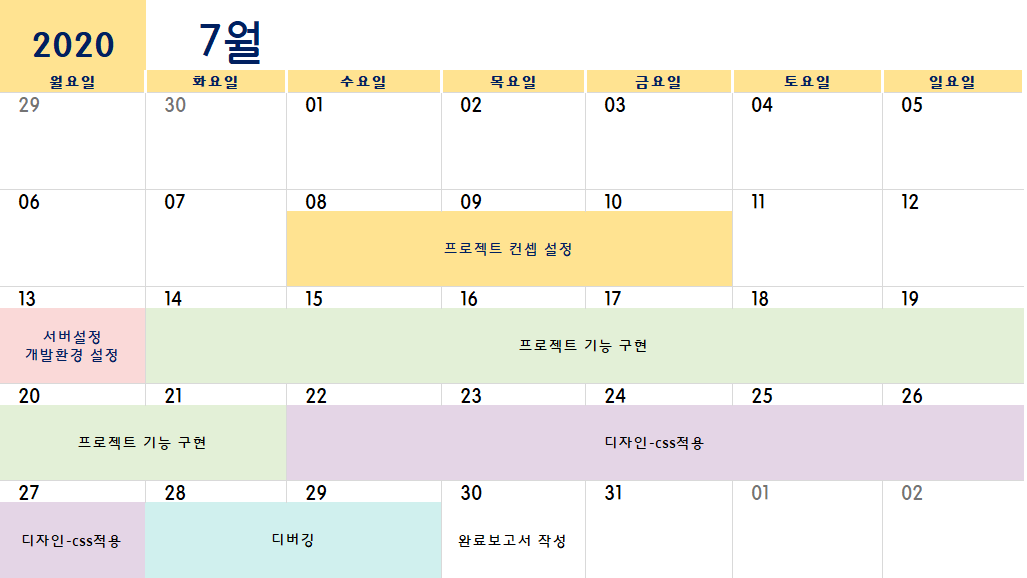 2020 7월
월요일 화요일 수요일 목요일 금요일 토요일 일요일
29 30 01 02 03 04 05
06 07 08 09 10 11 12
프로젝트 컨셉 설정
13 14 15 16 17 18 19
서버설정
개발환경 설정
프로젝트 기능 구현
20 21 22 23 24 25 26
프로젝트 기능 구현 디자인-css적용
27 28 29 30 31 01 02
디자인-css적용 디버깅 완료보고서 작성